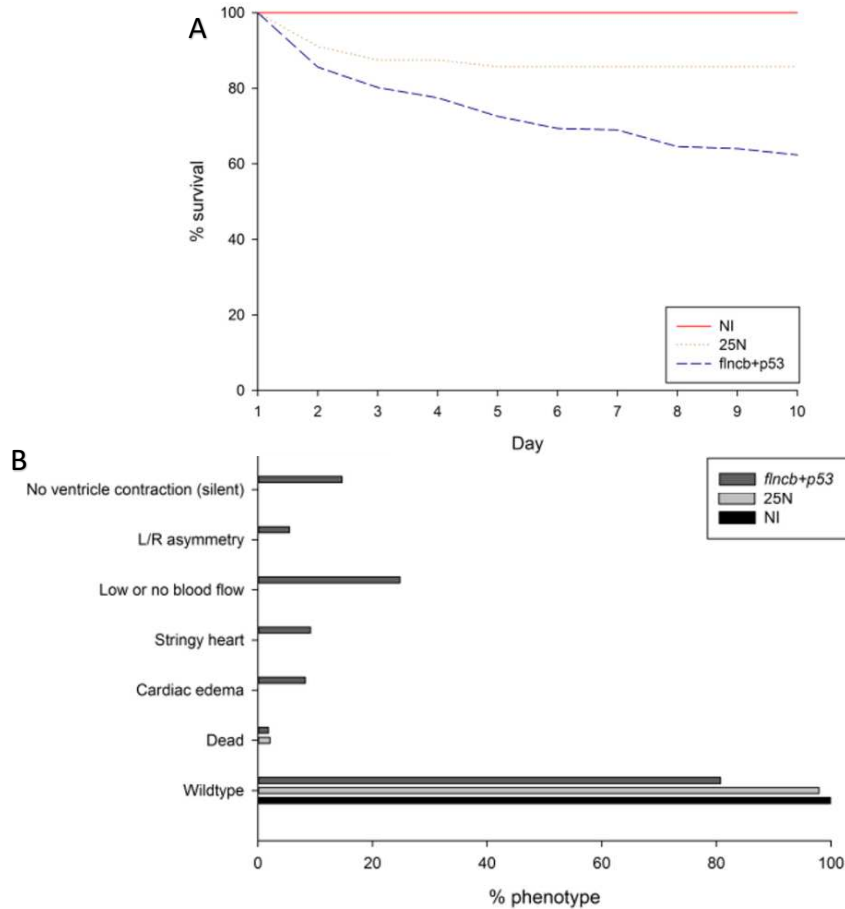 A
100
80
60
40
20
0
% survival
NI
25N
flncb+p53
1 2 3 4 5 6 7 8 9 10
Day
B
flncb+p53
25N
NI
No ventricle contraction (silent)
L/R asymmetry
Low or no blood flow
Stringy heart
Cardiac edema
Dead
Wildtype
0 20 40 60 80 100
% phenotype